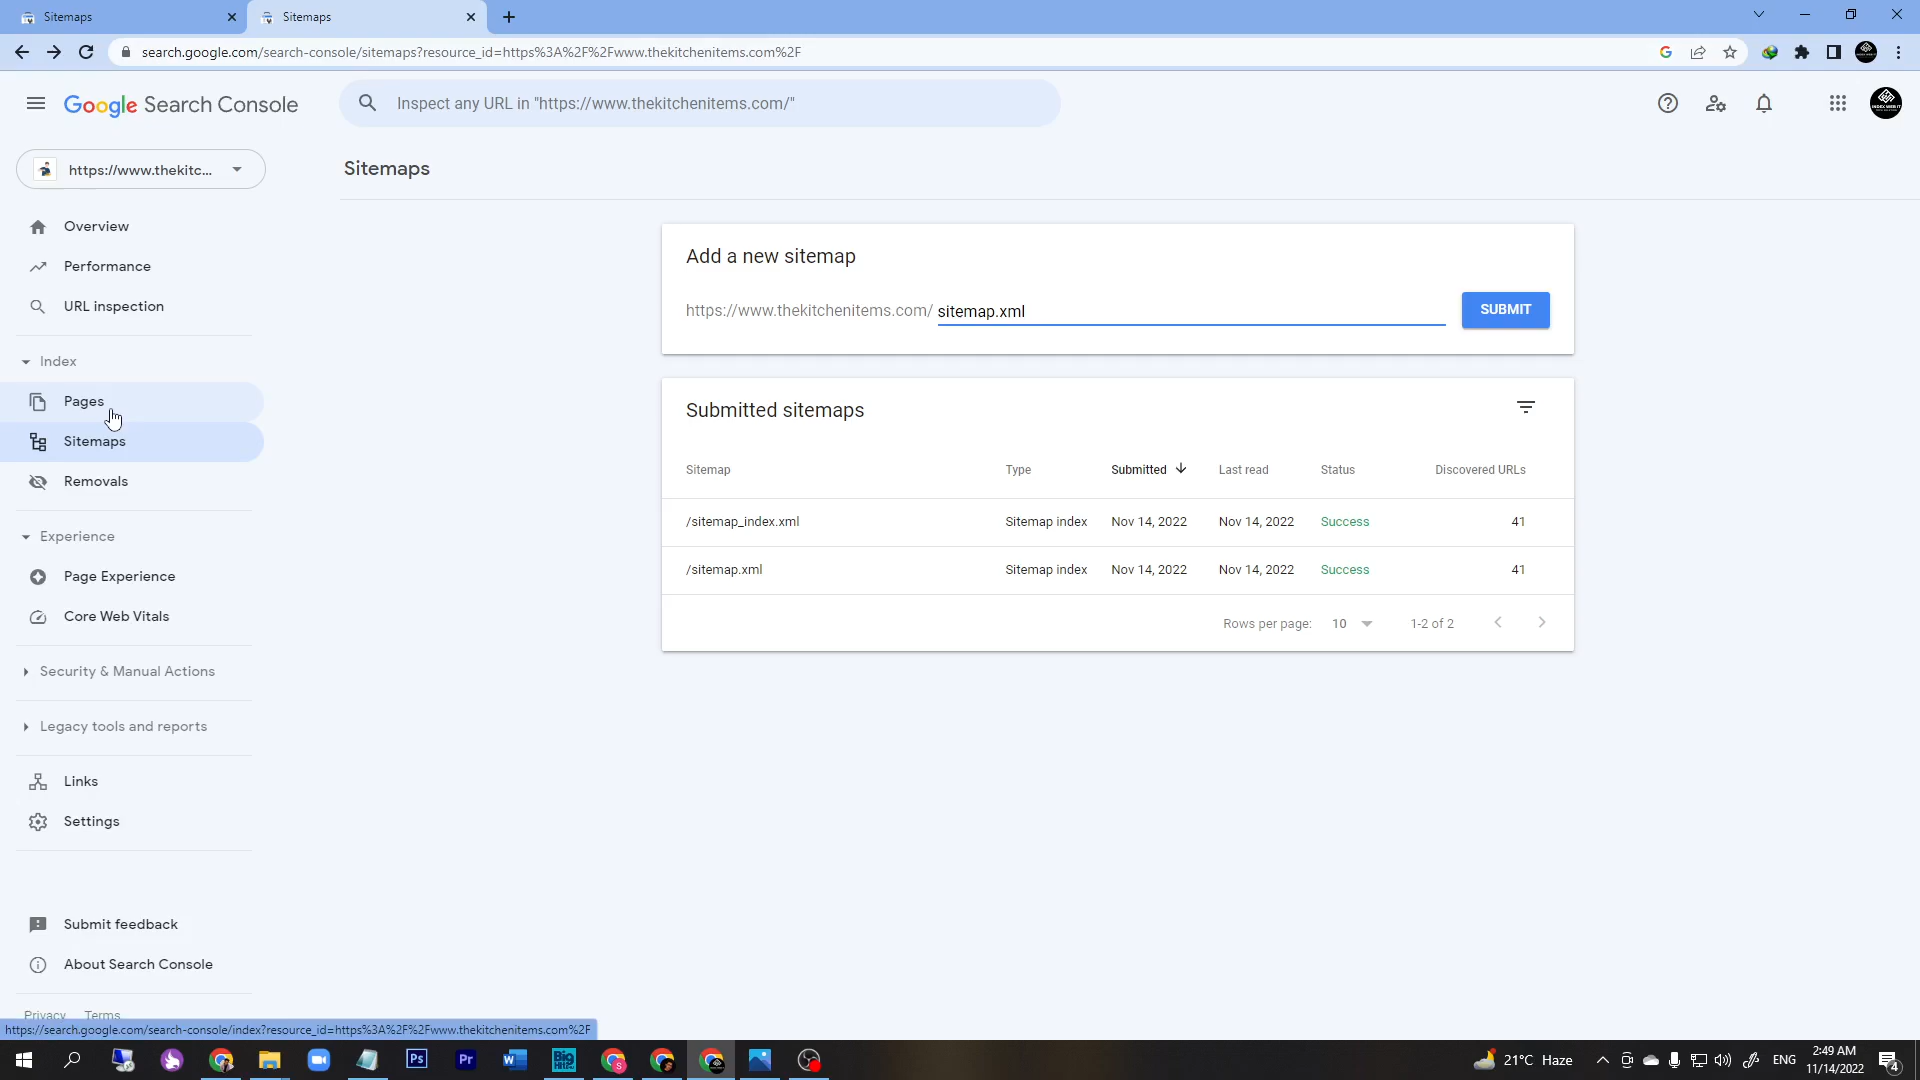 Sitemaps
Sitemaps
search.google.com/search-console/sitemaps?resource_id=https%3A%2F%2Fwww.thekitchenitems.com%2F
Google Search Console
Inspect any URL in "https://www.thekitchenitems.com/"
https://www.thekitc...
Sitemaps
Overview
Performance
URL inspection
Index
Pages
Sitemaps
Removals
Experience
Page Experience
Core Web Vitals
Security & Manual Actions
Legacy tools and reports
Links
Settings
Submit feedback
About Search Console
Privacy Terms
Add a new sitemap
https://www.thekitchenitems.com/ sitemap.xml SUBMIT
Submitted sitemaps
Sitemap Type Submitted Last read Status Discovered URLs
/sitemap_index.xml Sitemap index Nov 14, 2022 Nov 14, 2022 Success 41
/sitemap.xml Sitemap index Nov 14, 2022 Nov 14, 2022 Success 41
Rows per page: 10 1-2 of 2
https://search.google.com/search-console/index?resource_id=https%3A%2F%2Fwww.thekitchenitems.com%2F
21°C Haze ENG 2:49 AM
11/14/2022
4
Ps
Pr